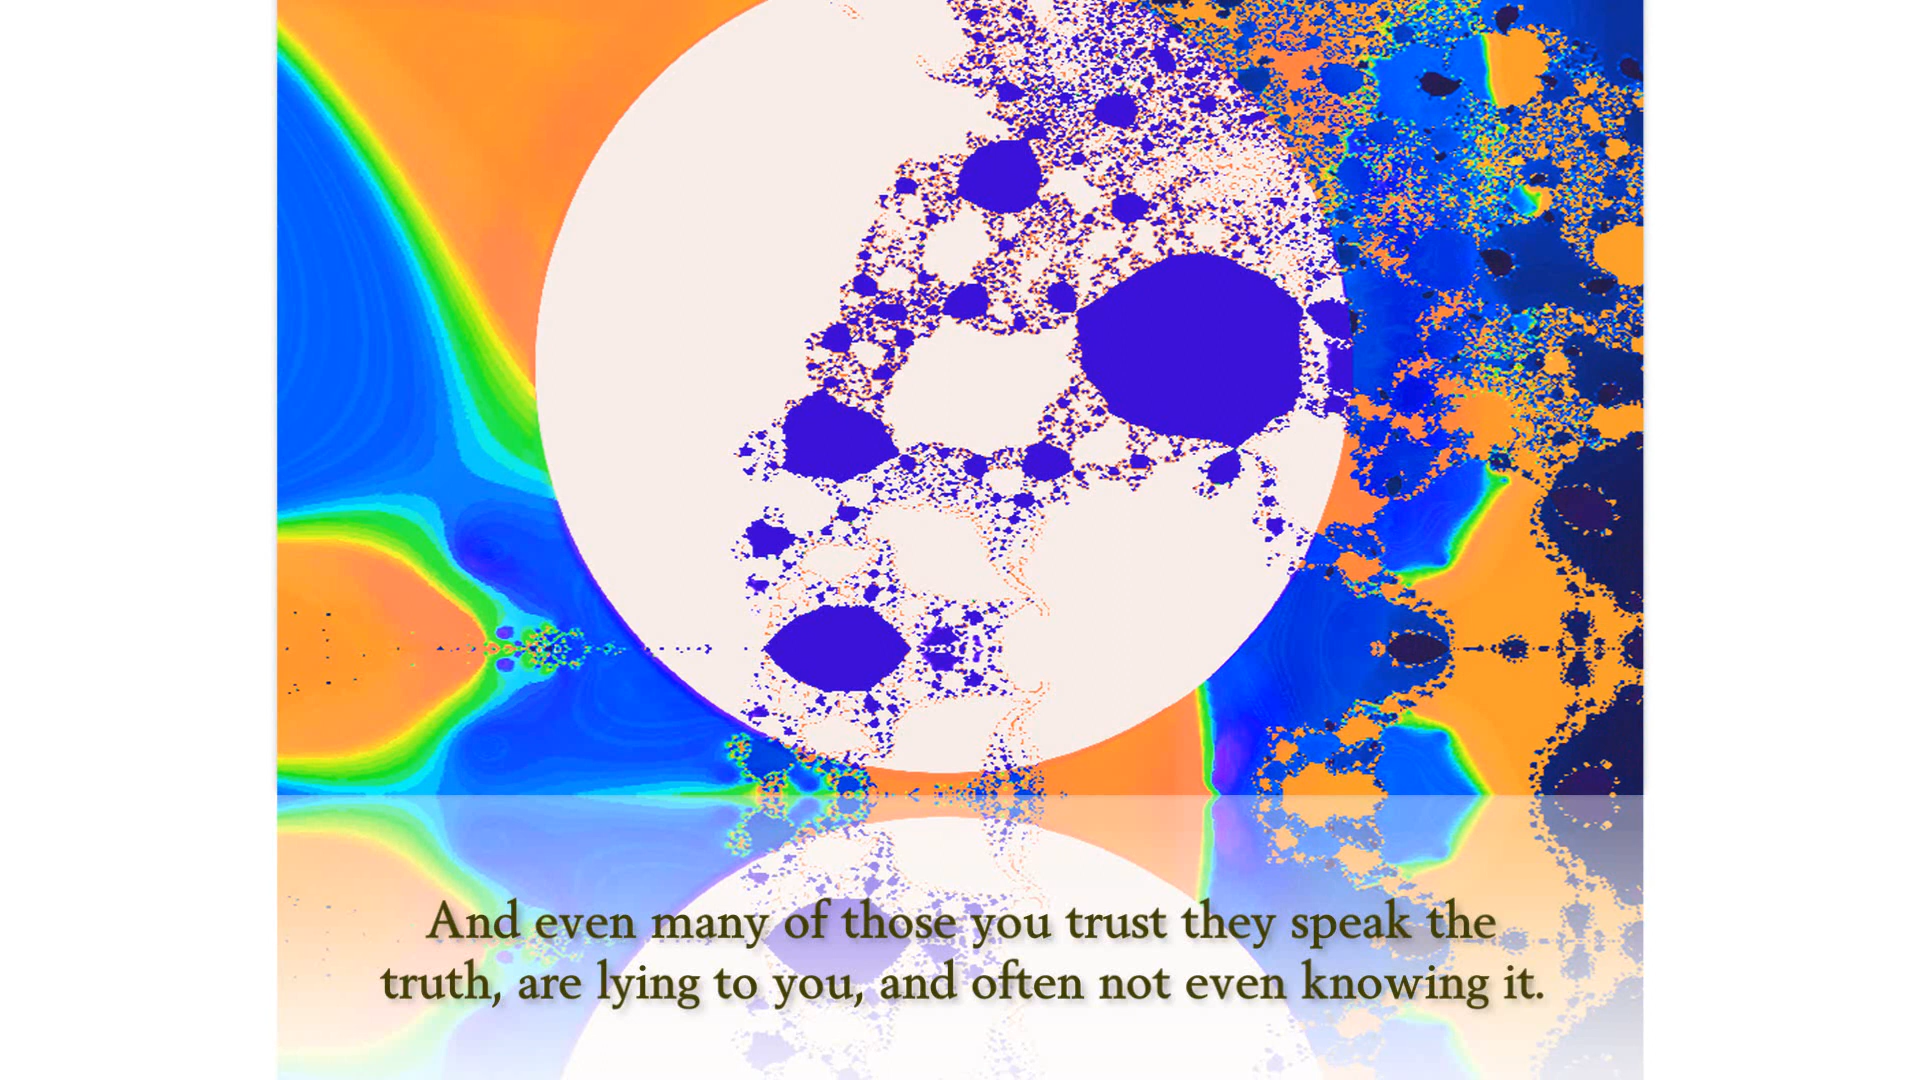 And even many of those you trust they speak the
truth, are lying to you, and often not even knowing it.